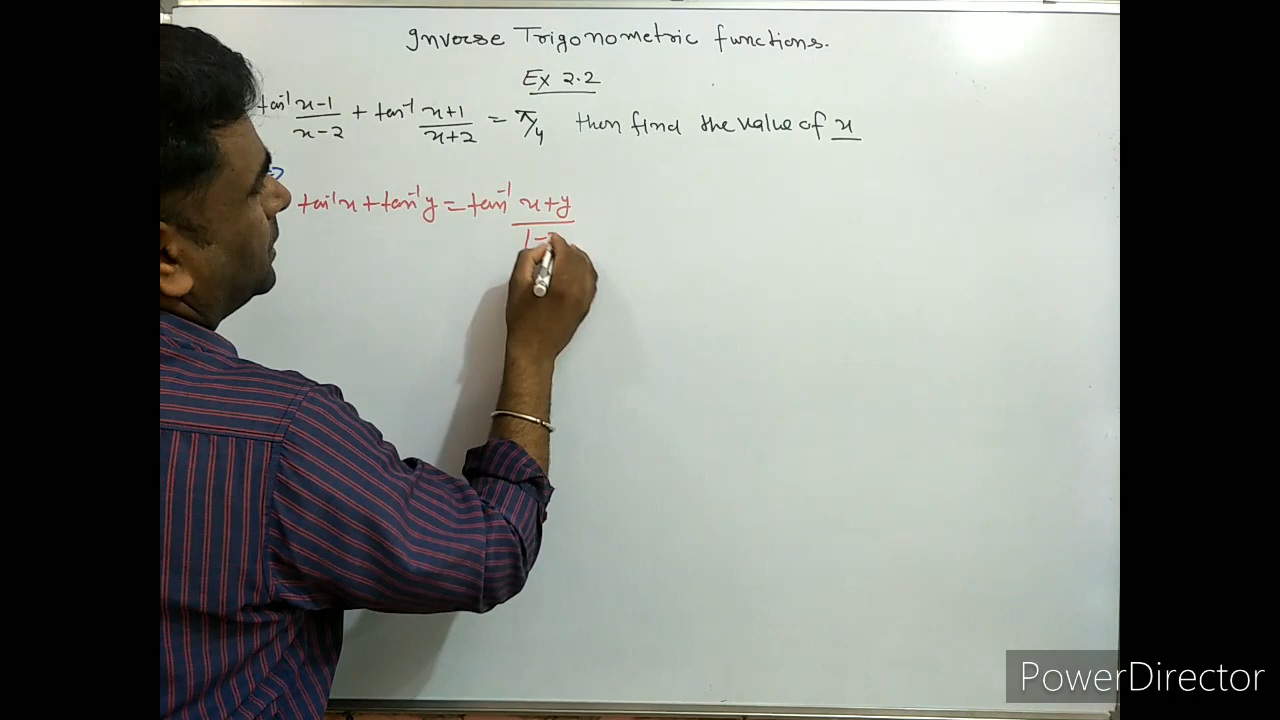 Inverse Trigonometric functions.
Ex 2.2
tan⁻¹ x-1/x-2 + tan⁻¹ x+1/x+2 = π/4 then find the value of x
tan⁻¹x + tan⁻¹y = tan⁻¹ x+y/1-
PowerDirector